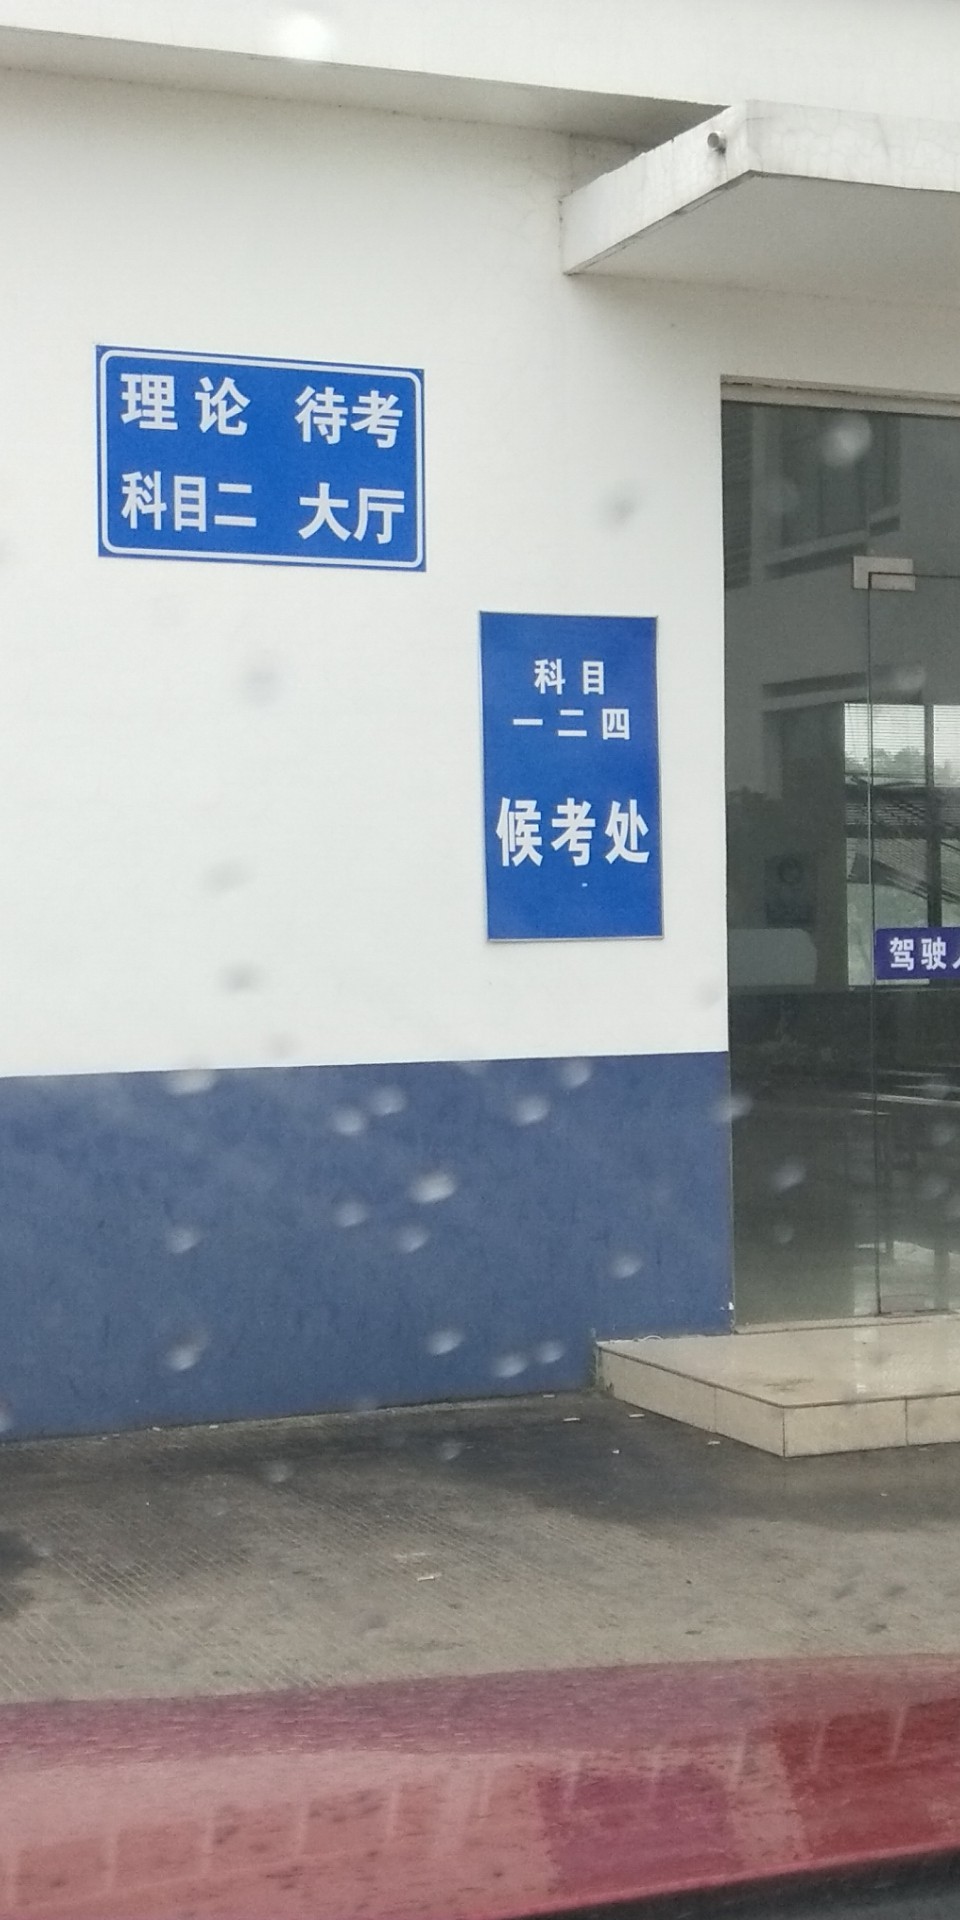 理论 待考
科目二 大厅
科目
一二四
候考处
驾驶人